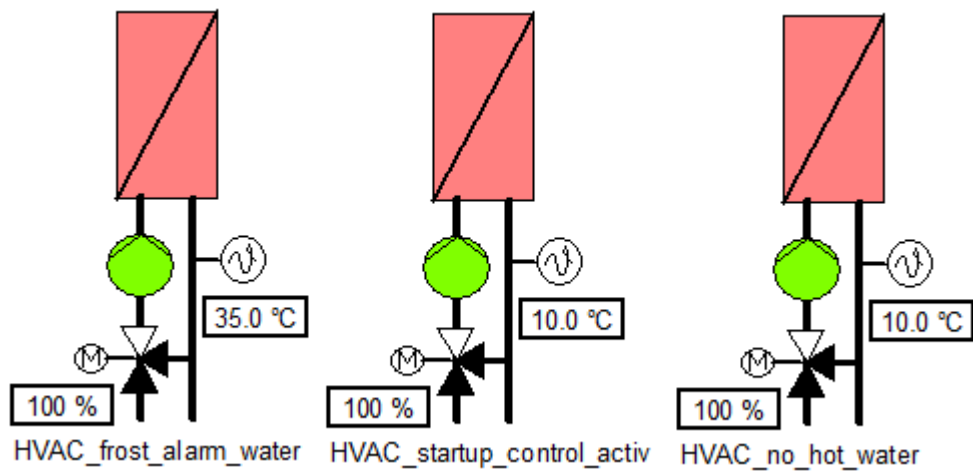 35.0 °C
M
100 %
HVAC_frost_alarm_water
10.0 °C
M
100 %
HVAC_startup_control_activ
10.0 °C
M
100 %
HVAC_no_hot_water